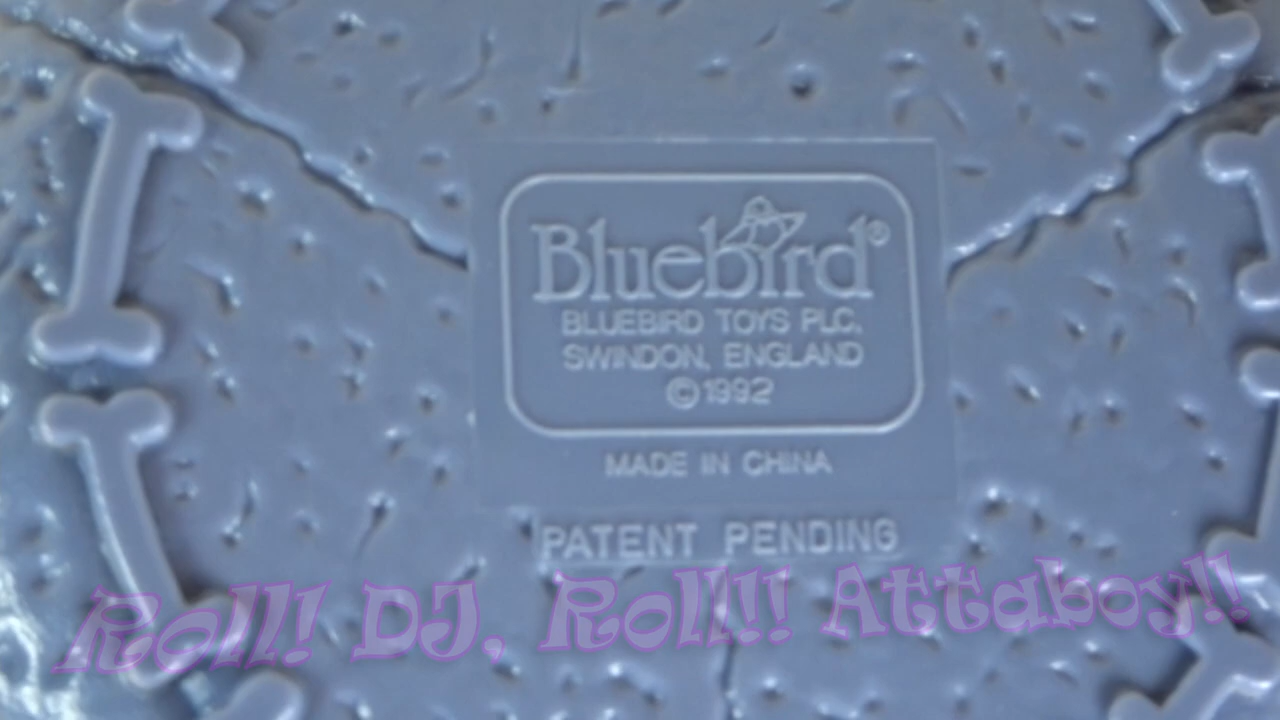 Bluebird®
BLUEBIRD TOYS PLC.
SWINDON, ENGLAND
©1992
MADE IN CHINA
PATENT PENDING
Roll! DJ, Roll!!! Attaboy!!